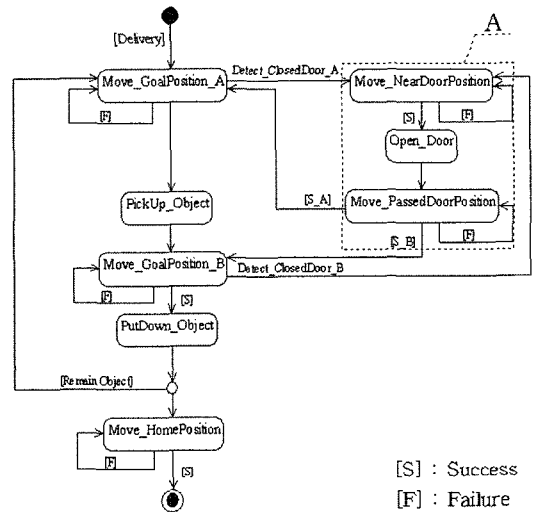 A
[Delivery]
Detect_ClosedDoor_A
Move_GoalPosition_A
Move_NearDoorPosition
[F]
[S]
[F]
Open_Door
PickUp_Object
[S_A]
Move_PassedDoorPosition
[S_B]
[F]
Move_GoalPosition_B
Detect_ClosedDoor_B
[F]
[S]
PutDown_Object
[Remain Object]
Move_HomePosition
[F]
[S]
[S] : Success
[F] : Failure